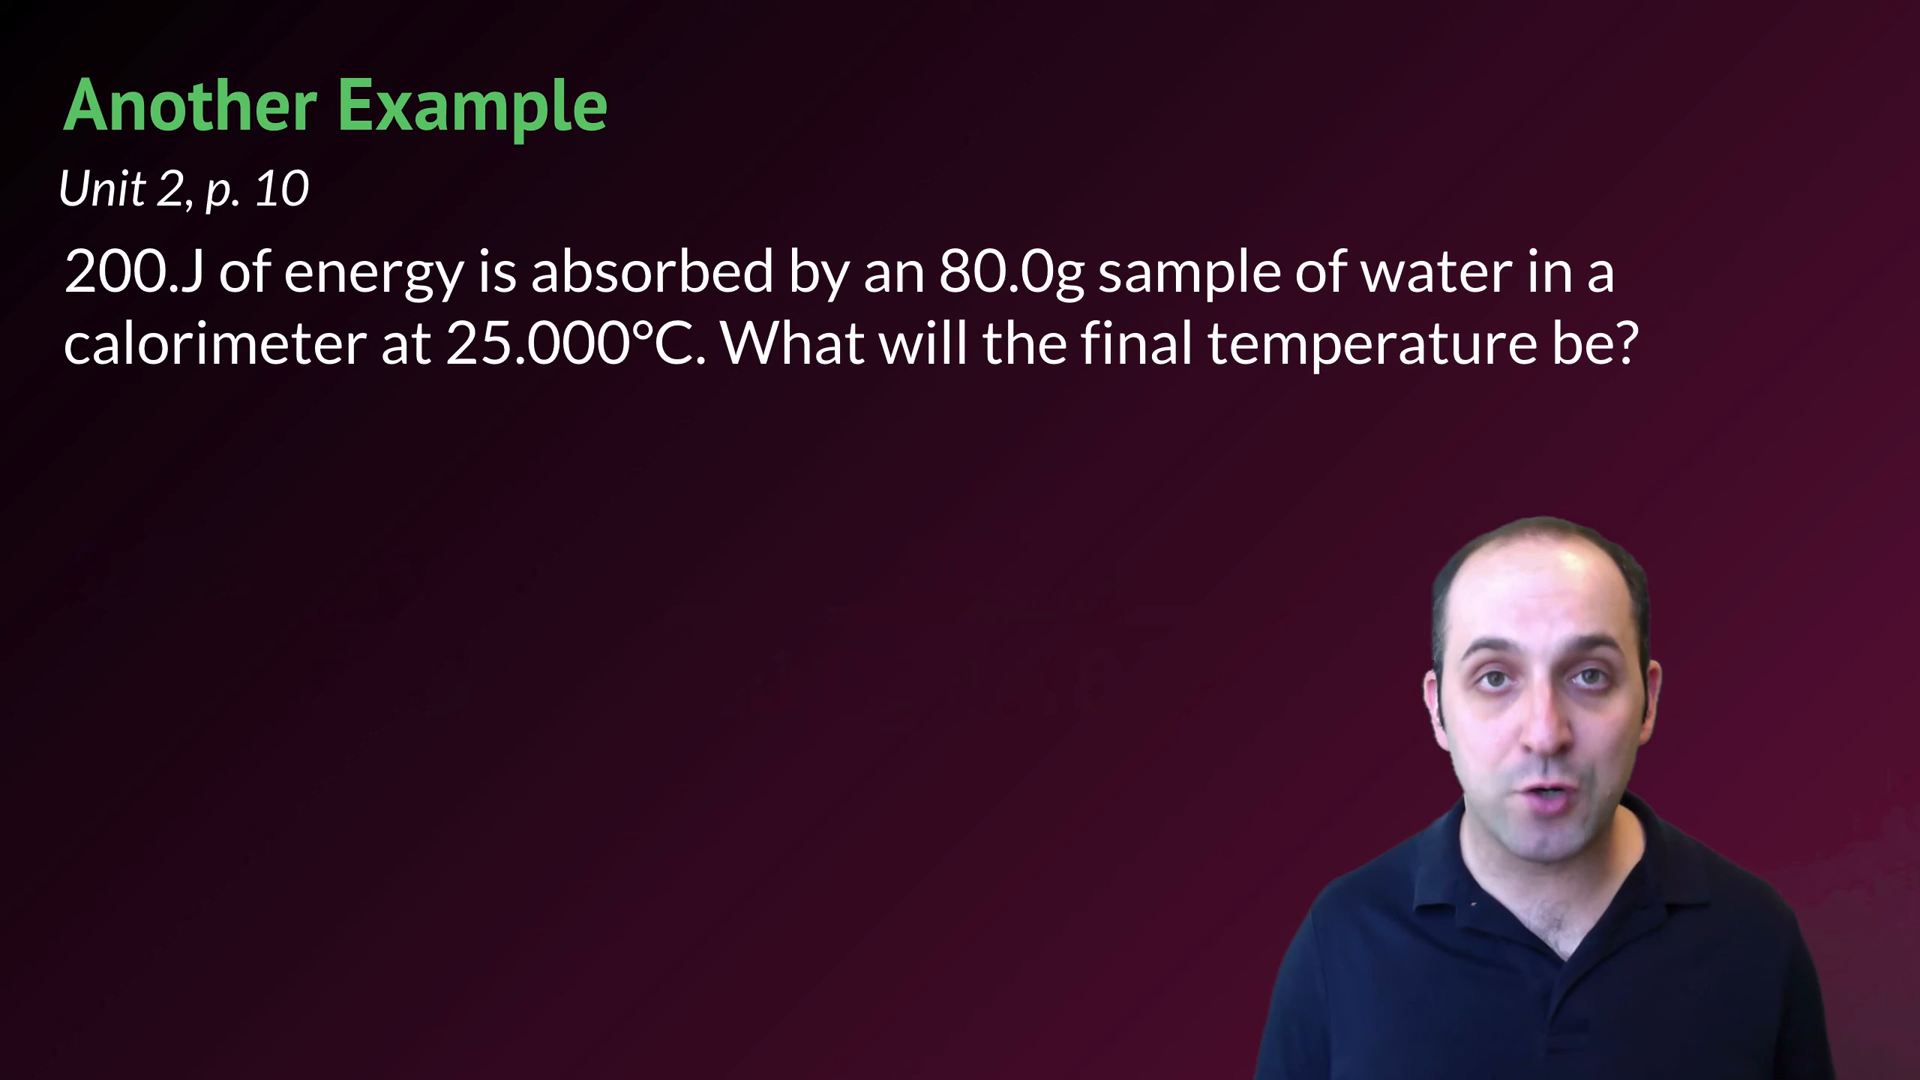 Another Example
Unit 2, p. 10
200.J of energy is absorbed by an 80.0g sample of water in a
calorimeter at 25.000°C. What will the final temperature be?